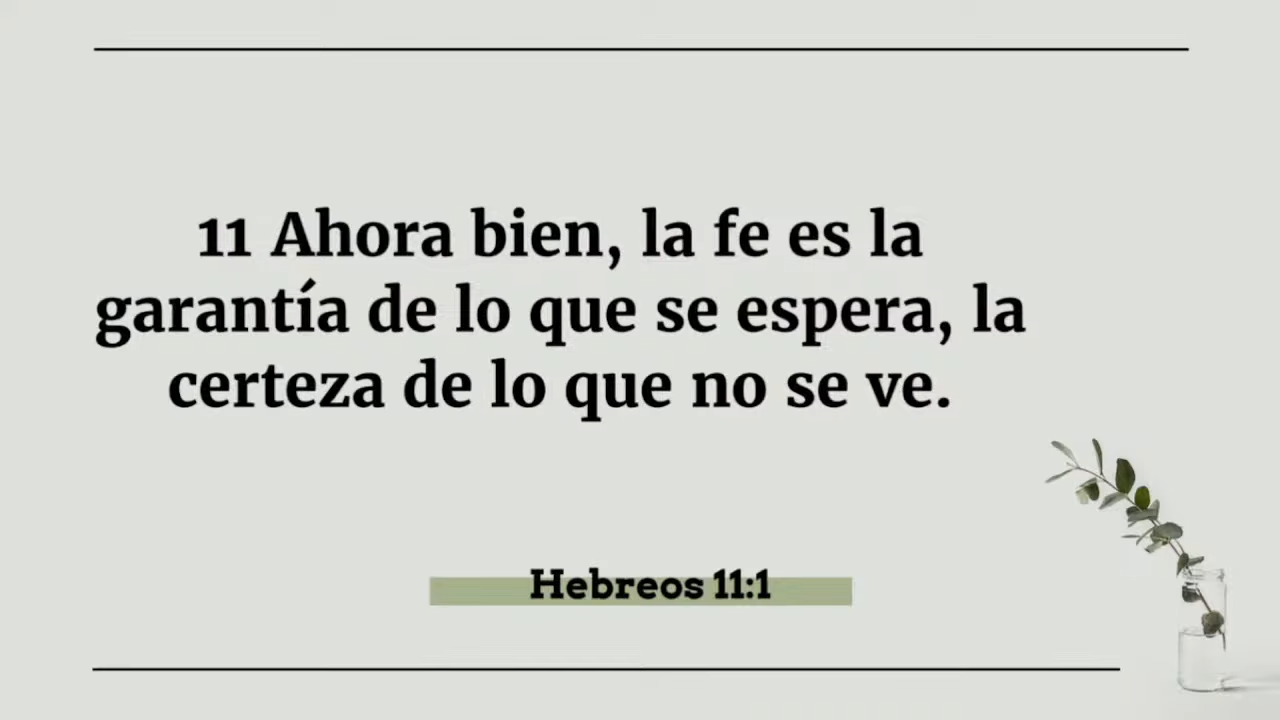 11 Ahora bien, la fe es la
garantía de lo que se espera, la
certeza de lo que no se ve.
Hebreos 11:1